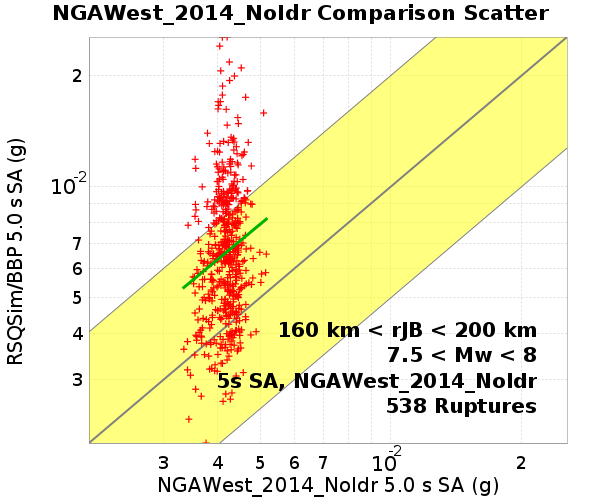 NGAWest_2014_NoIdr Comparison Scatter
RSQSim/BBP 5.0 s SA (g)
2
10-2
7
6
5
4
3
160 km < rJB < 200 km
7.5 < Mw < 8
5s SA, NGAWest_2014_NoIdr
538 Ruptures
3 4 5 6 7 10-2 2
NGAWest_2014_NoIdr 5.0 s SA (g)